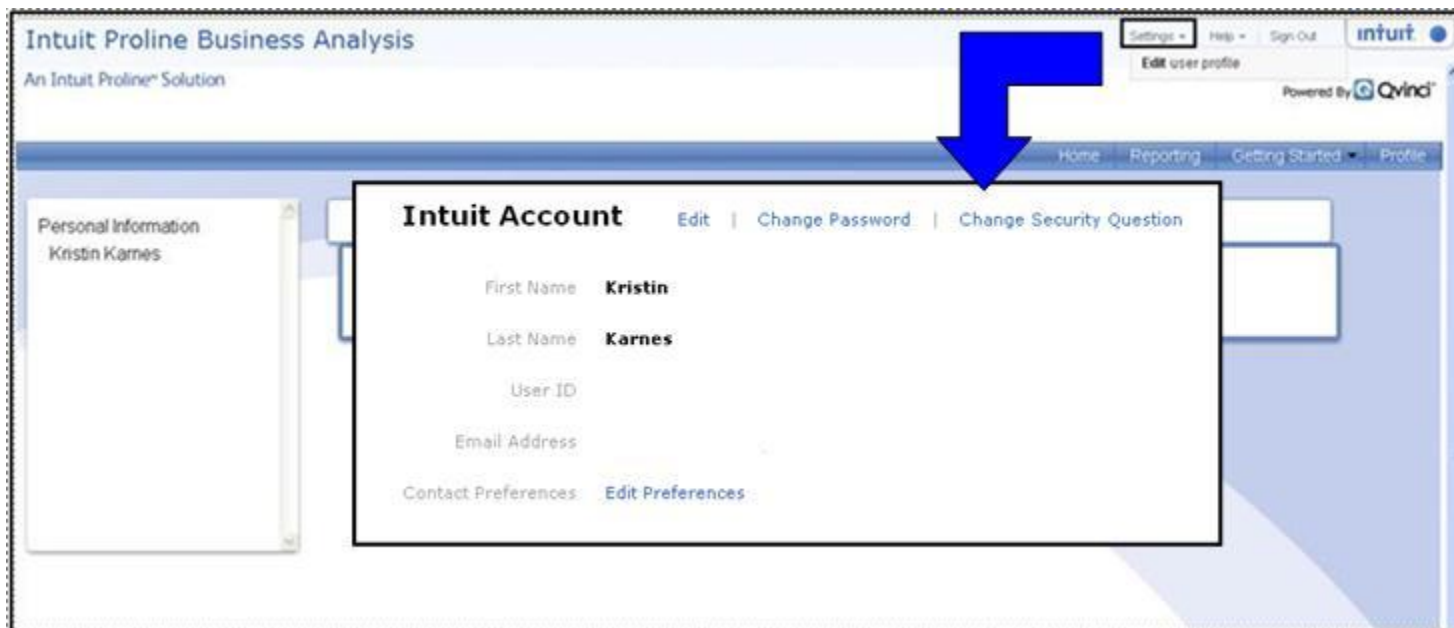 Intuit Proline Business Analysis
Settings Help Sign Out intuit
Edit user profile
An Intuit Proline℠ Solution
Powered By Qvinci™
Home Reporting Getting Started Profile
Personal Information
Kristin Karnes
Intuit Account Edit | Change Password | Change Security Question
First Name Kristin
Last Name Karnes
User ID
Email Address
Contact Preferences Edit Preferences